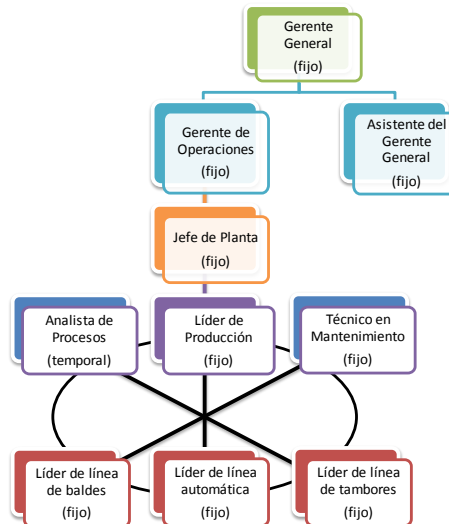 Gerente
General
(fijo)
Gerente de
Operaciones
(fijo)
Asistente del
Gerente
General
(fijo)
Jefe de Planta
(fijo)
Analista de
Procesos
(temporal)
Líder de
Producción
(fijo)
Técnico en
Mantenimiento
(fijo)
Líder de línea
de baldes
(fijo)
Líder de línea
automática
(fijo)
Líder de línea
de tambores
(fijo)